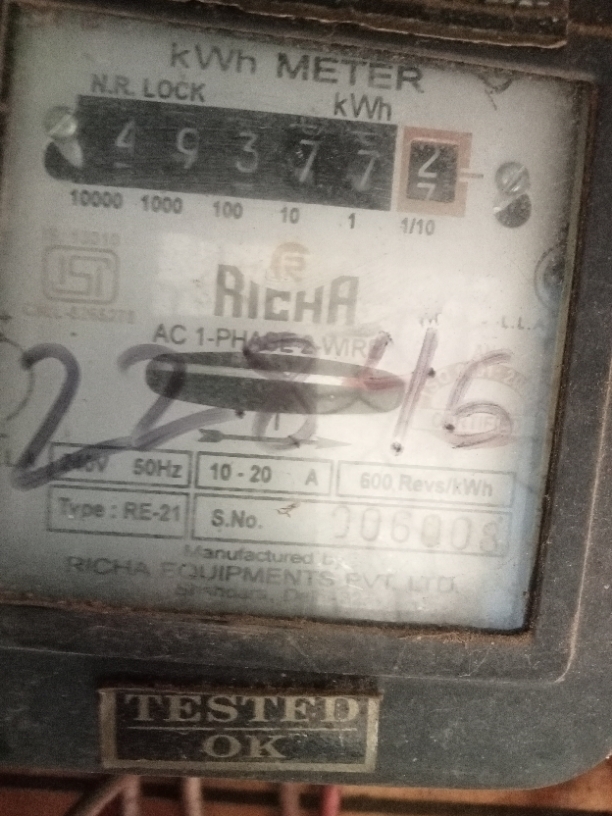 kWh METER
N.R. LOCK
kWh
4 9 3 7 7 2
7
10000 1000 100 10 1 1/10
ISI
R
RICHA
AC 1-PHASE 2-WIRE
240V 50Hz 10 - 20 A 600 Revs/kWh
Type : RE-21 S.No. 006008
Manufactured by
RICHA EQUIPMENTS PVT. LTD.
TESTED
OK